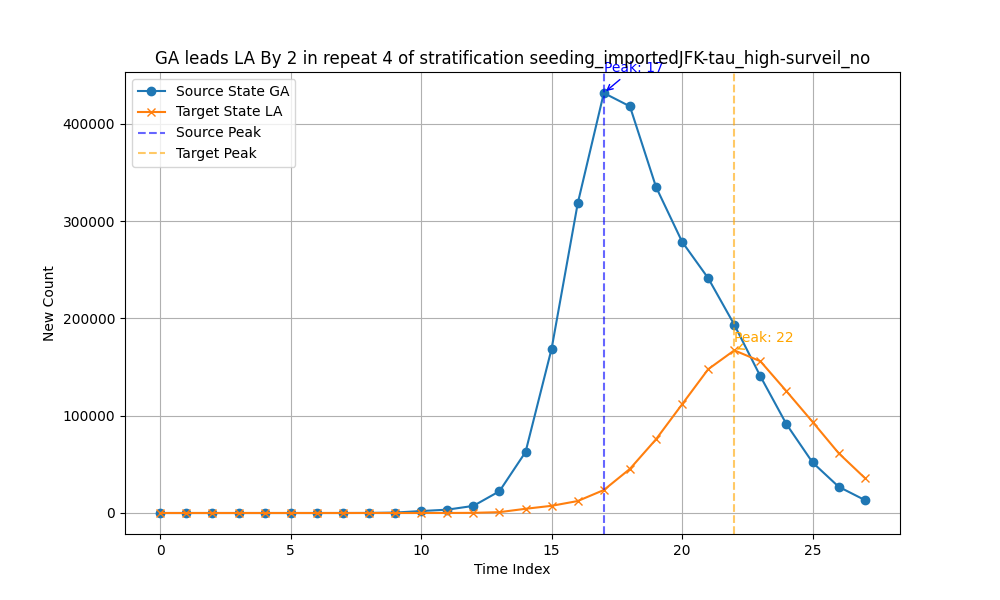 GA leads LA By 2 in repeat 4 of stratification seeding_importedJFK-tau_high-surveil_no
Peak: 17
Source State GA
Target State LA
Source Peak
Target Peak
400000
300000
200000
100000
0
New Count
Peak: 22
0 5 10 15 20 25
Time Index